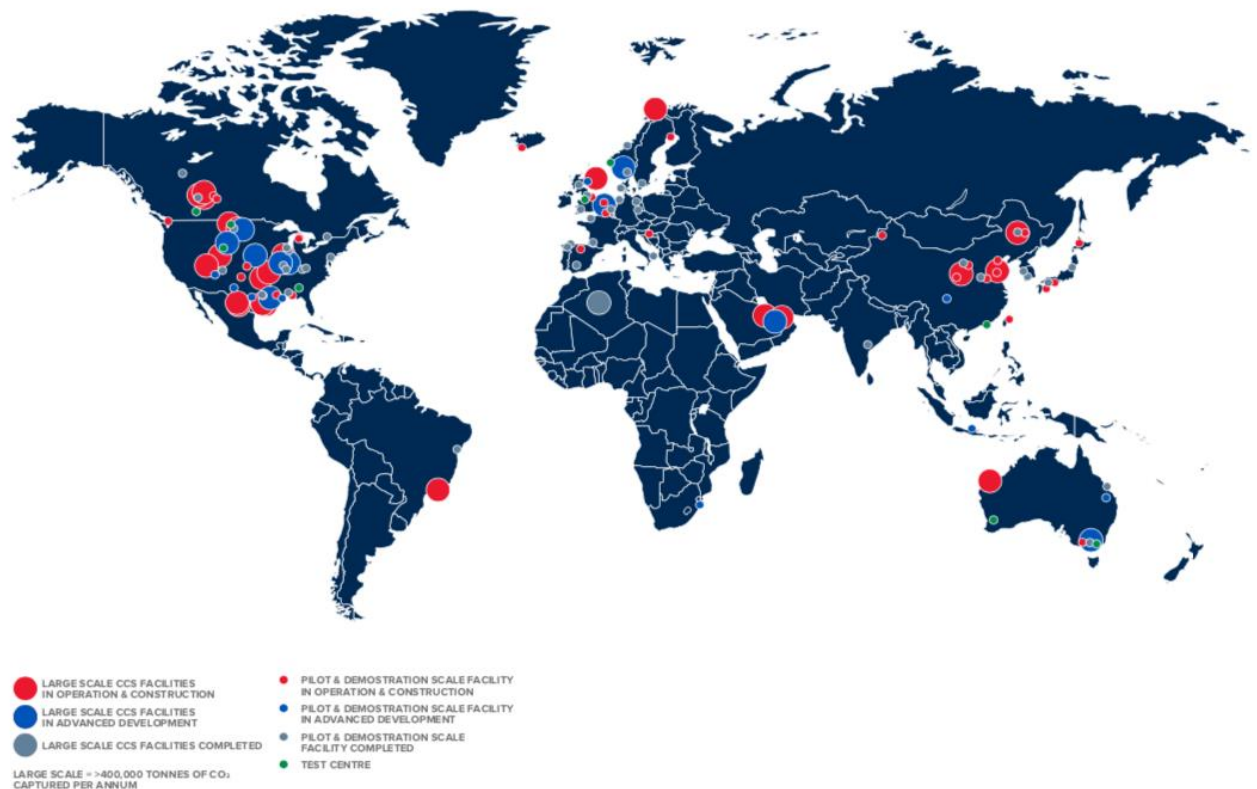 LARGE SCALE CCS FACILITIES
IN OPERATION & CONSTRUCTION
LARGE SCALE CCS FACILITIES
IN ADVANCED DEVELOPMENT
LARGE SCALE CCS FACILITIES COMPLETED
LARGE SCALE = >400,000 TONNES OF CO₂
CAPTURED PER ANNUM
PILOT & DEMOSTRATION SCALE FACILITY
IN OPERATION & CONSTRUCTION
PILOT & DEMOSTRATION SCALE FACILITY
IN ADVANCED DEVELOPMENT
PILOT & DEMOSTRATION SCALE
FACILITY COMPLETED
TEST CENTRE